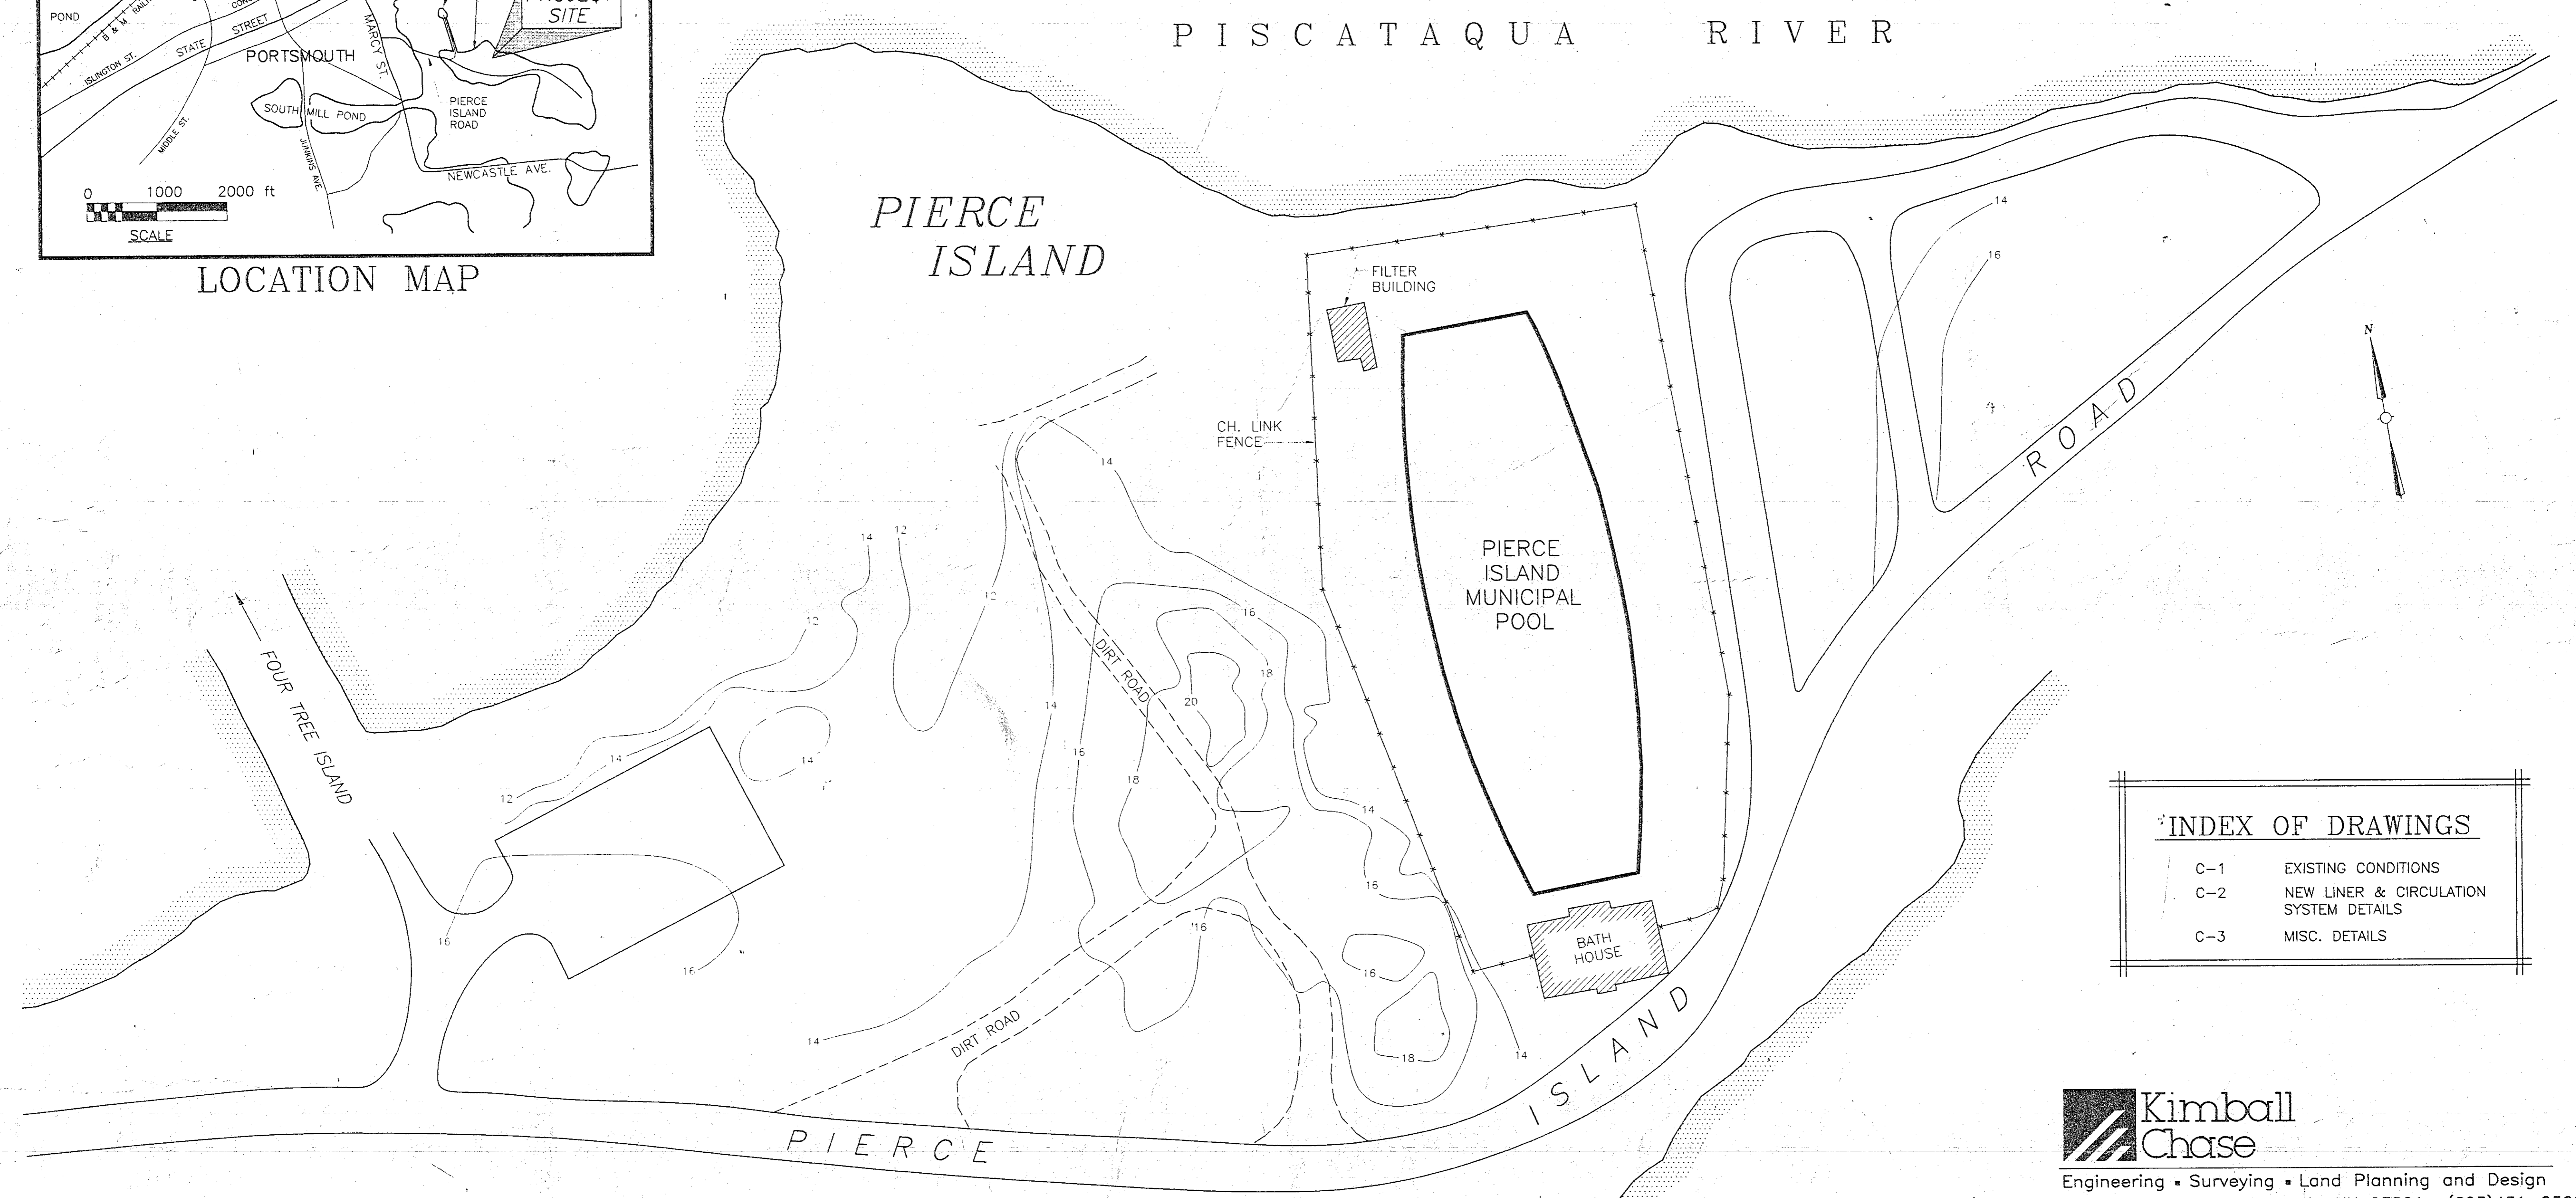 POND
B & M RAIL
ISLINGTON ST.
STATE STREET
MARCY ST.
SITE
PORTSMOUTH
SOUTH MILL POND
PIERCE
ISLAND
ROAD
MIDDLE ST.
JUNKINS AVE.
NEWCASTLE AVE.
0 1000 2000 ft
SCALE
LOCATION MAP
PISCATAQUA RIVER
PIERCE
ISLAND
FILTER
BUILDING
CH. LINK
FENCE
PIERCE
ISLAND
MUNICIPAL
POOL
BATH
HOUSE
14
16
N
14
14
12
12
12
16
DIRT ROAD
18
20
14
16
18
14
12
14
14
12
16
16
16
16
14
16
18
14
DIRT ROAD
FOUR TREE ISLAND
PIERCE ISLAND ROAD
INDEX OF DRAWINGS
C-1 EXISTING CONDITIONS
C-2 NEW LINER & CIRCULATION
SYSTEM DETAILS
C-3 MISC. DETAILS
Kimball
Chase
Engineering ▪ Surveying ▪ Land Planning and Design